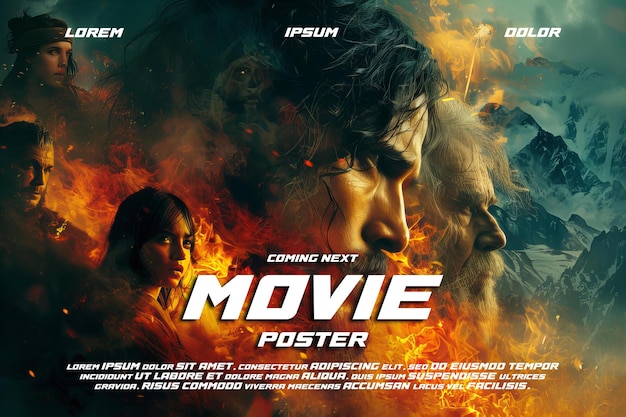 LOREM IPSUM DOLOR
COMING NEXT
MOVIE
POSTER
LOREM IPSUM DOLOR SIT AMET, CONSECTETUR ADIPISCING ELIT, SED DO EIUSMOD TEMPOR
INCIDIDUNT UT LABORE ET DOLORE MAGNA ALIQUA. QUIS IPSUM SUSPENDISSE ULTRICES
GRAVIDA. RISUS COMMODO VIVERRA MAECENAS ACCUMSAN LACUS VEL FACILISIS.